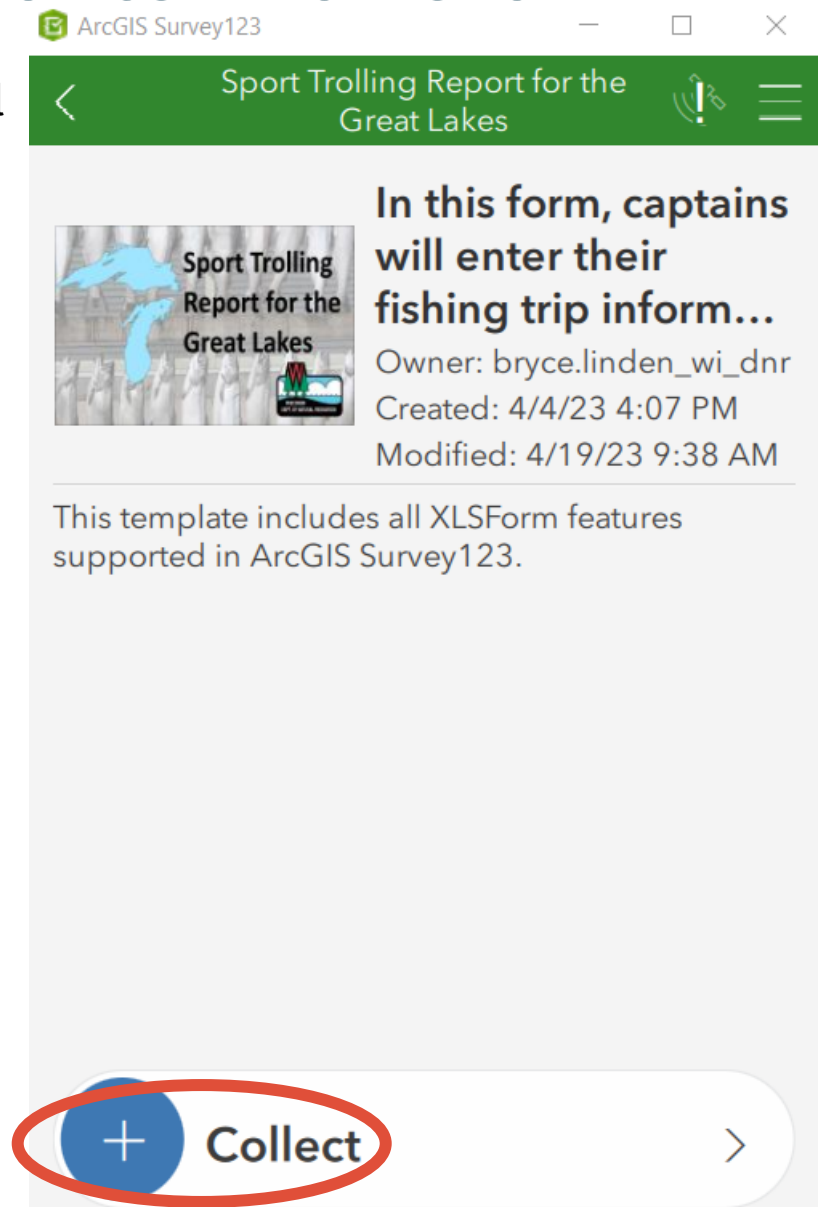 ArcGIS Survey123
Sport Trolling Report for the
Great Lakes
Sport Trolling
Report for the
Great Lakes
In this form, captains
will enter their
fishing trip inform...
Owner: bryce.linden_wi_dnr
Created: 4/4/23 4:07 PM
Modified: 4/19/23 9:38 AM
This template includes all XLSForm features
supported in ArcGIS Survey123.
Collect